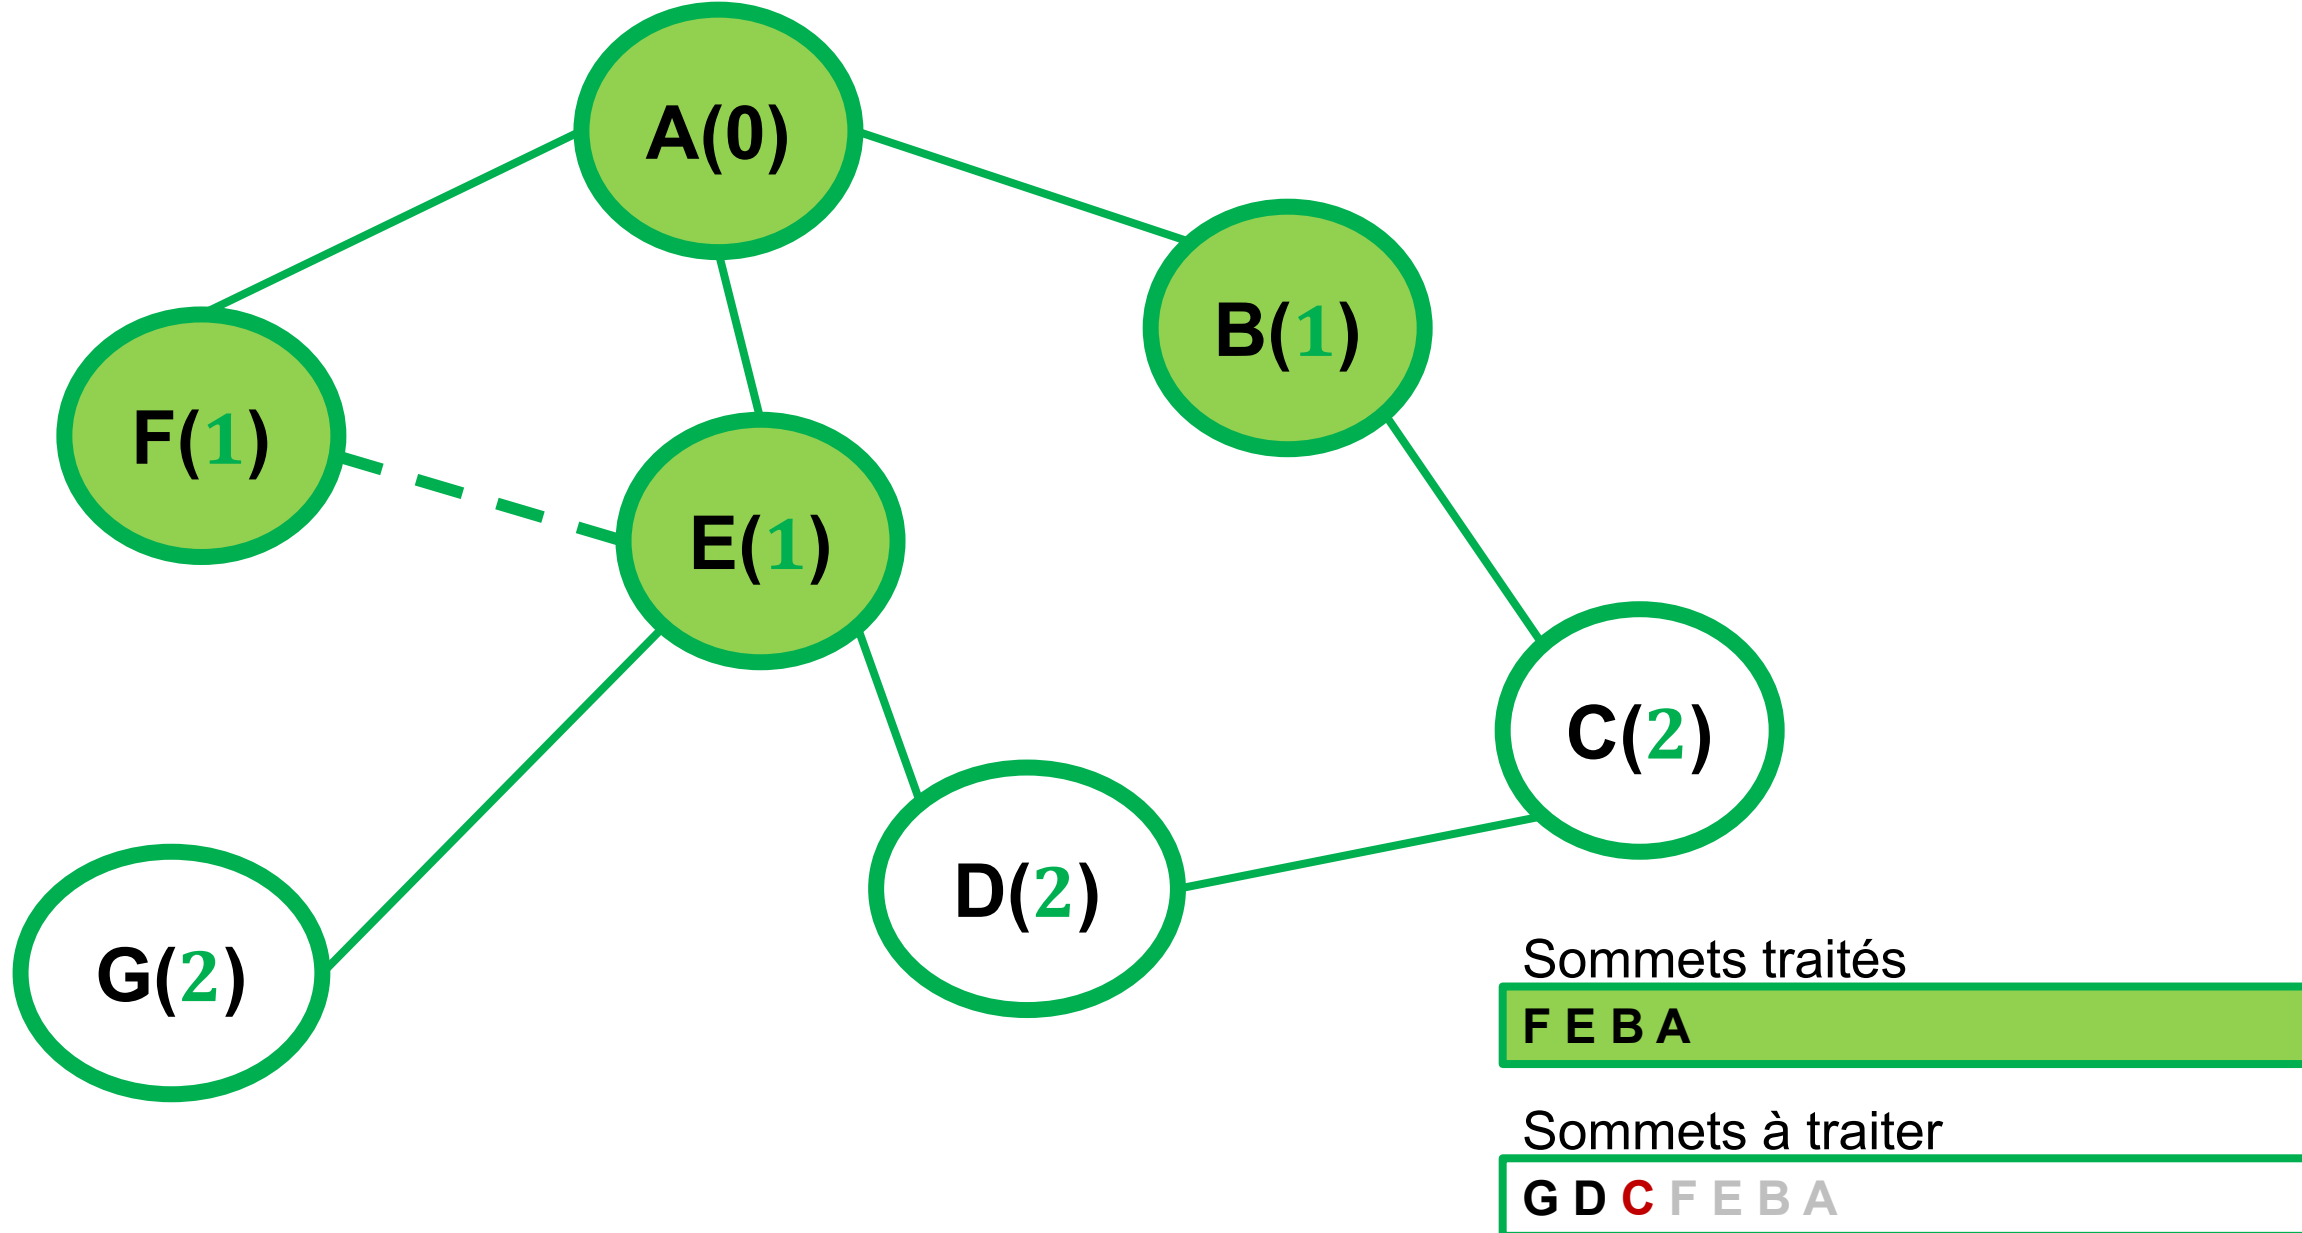 A(0)
B(1)
F(1)
E(1)
C(2)
D(2)
G(2)
Sommets traités
F E B A
Sommets à traiter
G D C F E B A